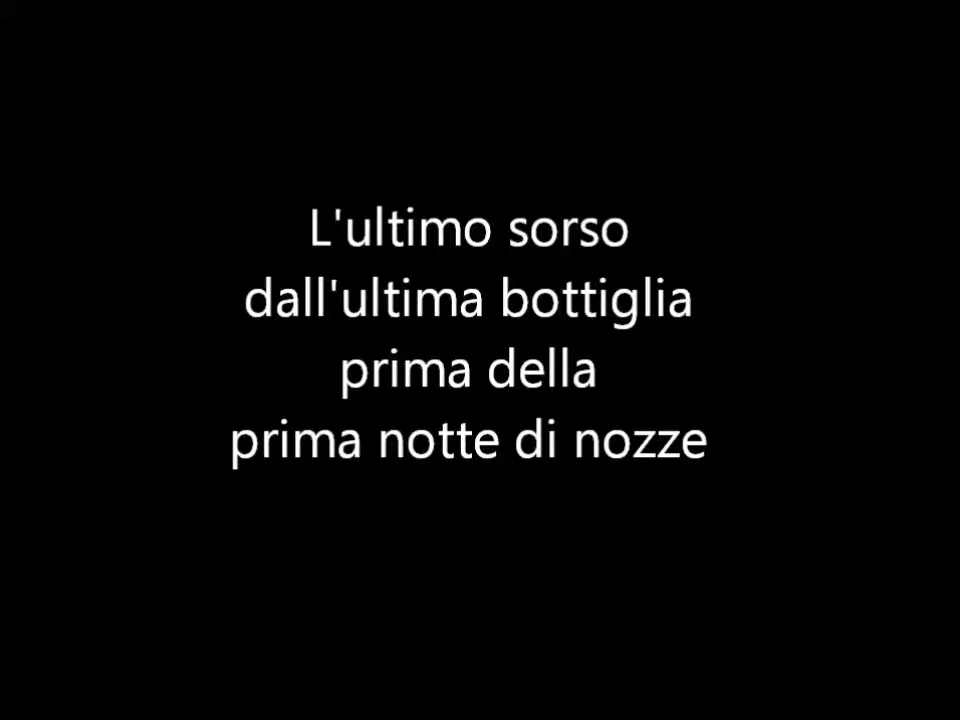 L'ultimo sorso
dall'ultima bottiglia
prima della
prima notte di nozze